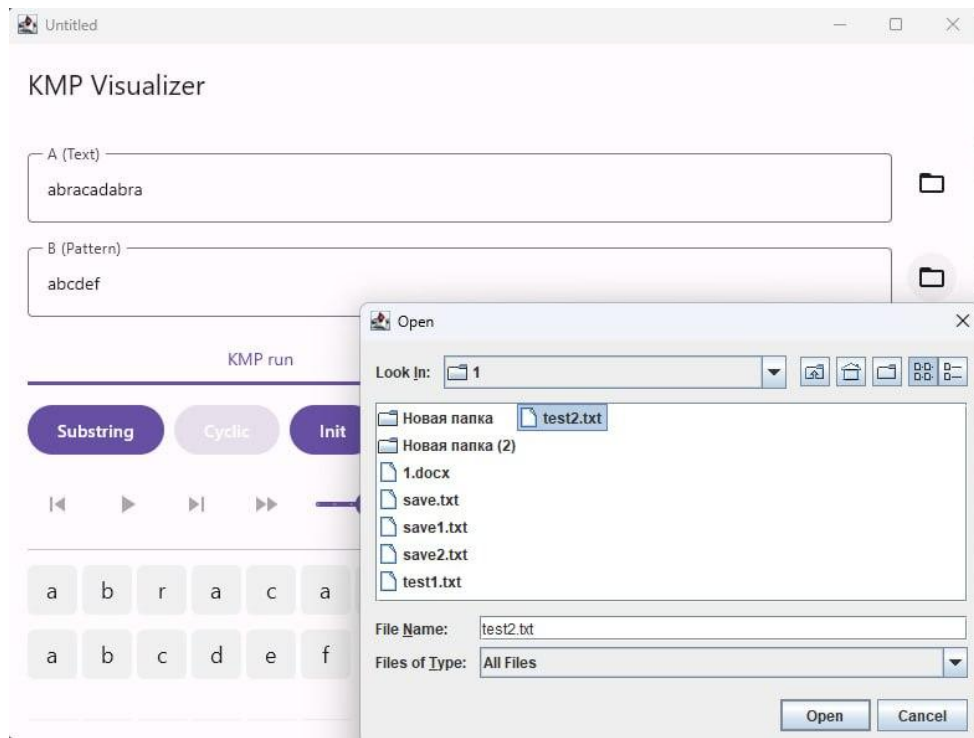 Untitled
KMP Visualizer
A (Text)
abracadabra
B (Pattern)
abcdef
KMP run
Substring Cyclic Init
a b r a c a
a b c d e f
Open
Look In: 1
Новая папка test2.txt
Новая папка (2)
1.docx
save.txt
save1.txt
save2.txt
test1.txt
File Name: test2.txt
Files of Type: All Files
Open Cancel